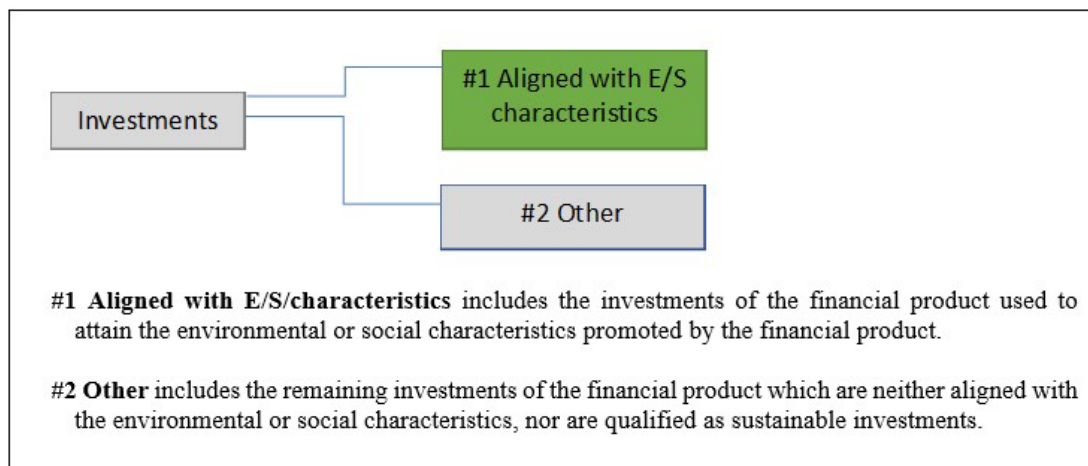 #1 Aligned with E/S
characteristics
Investments
#2 Other
#1 Aligned with E/S/characteristics includes the investments of the financial product used to
attain the environmental or social characteristics promoted by the financial product.
#2 Other includes the remaining investments of the financial product which are neither aligned with
the environmental or social characteristics, nor are qualified as sustainable investments.